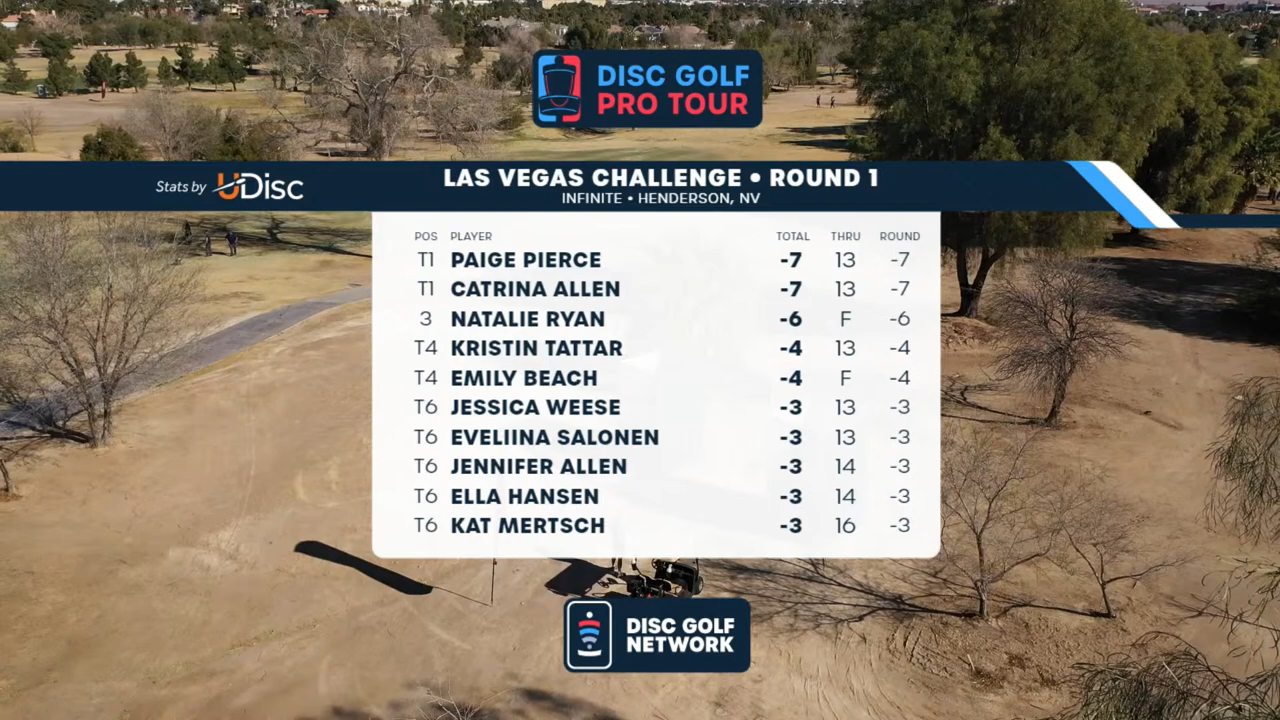 DISC GOLF
PRO TOUR
Stats by UDisc
LAS VEGAS CHALLENGE • ROUND 1
INFINITE • HENDERSON, NV
POS PLAYER TOTAL THRU ROUND
T1 PAIGE PIERCE -7 13 -7
T1 CATRINA ALLEN -7 13 -7
3 NATALIE RYAN -6 F -6
T4 KRISTIN TATTAR -4 13 -4
T4 EMILY BEACH -4 F -4
T6 JESSICA WEESE -3 13 -3
T6 EVELIINA SALONEN -3 13 -3
T6 JENNIFER ALLEN -3 14 -3
T6 ELLA HANSEN -3 14 -3
T6 KAT MERTSCH -3 16 -3
DISC GOLF
NETWORK